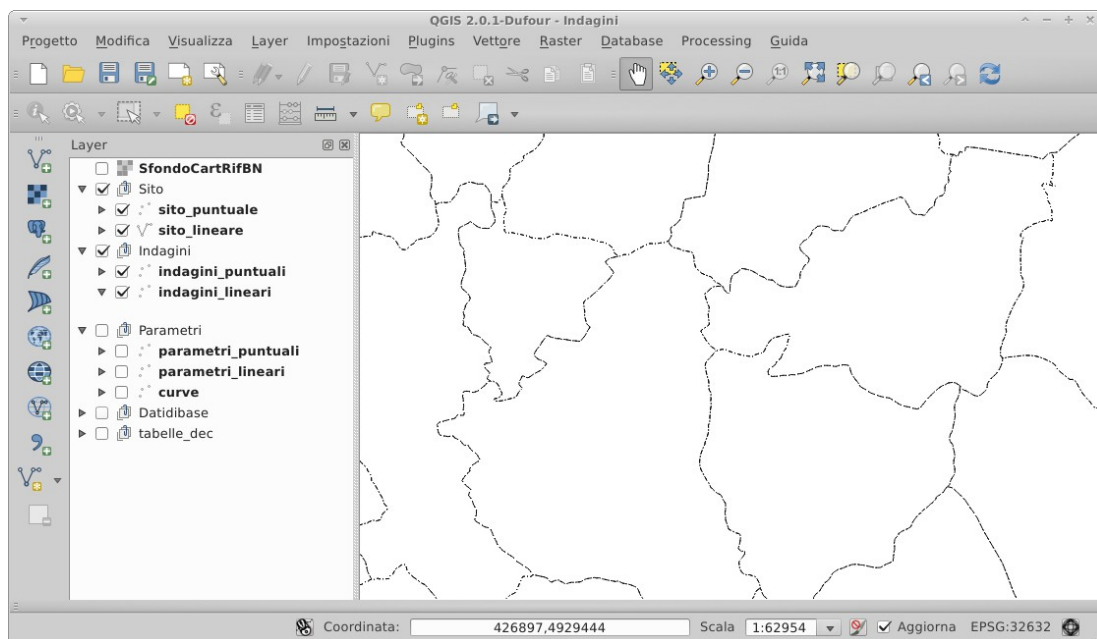 QGIS 2.0.1-Dufour - Indagini
Progetto Modifica Visualizza Layer Impostazioni Plugins Vettore Raster Database Processing Guida
Layer
SfondoCartRifBN
Sito
sito_puntuale
sito_lineare
Indagini
indagini_puntuali
indagini_lineari
Parametri
parametri_puntuali
parametri_lineari
curve
Datidibase
tabelle_dec
Coordinata: 426897,4929444 Scala 1:62954 Aggiorna EPSG:32632